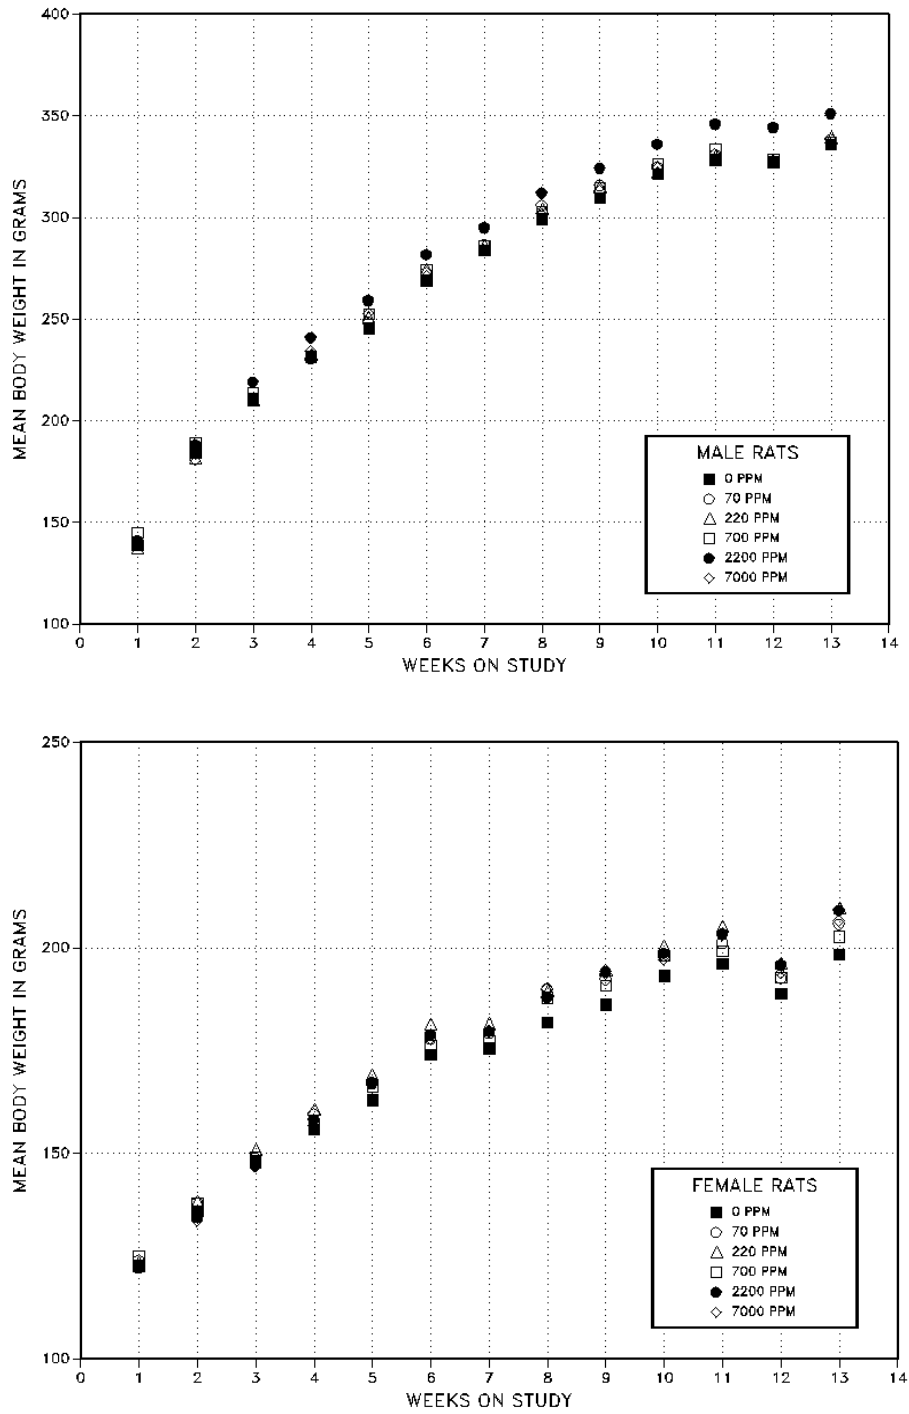 400
350
300
250
200
150
100
MEAN BODY WEIGHT IN GRAMS
MALE RATS
0 PPM
70 PPM
220 PPM
700 PPM
2200 PPM
7000 PPM
0 1 2 3 4 5 6 7 8 9 10 11 12 13 14
WEEKS ON STUDY
250
200
150
100
MEAN BODY WEIGHT IN GRAMS
FEMALE RATS
0 PPM
70 PPM
220 PPM
700 PPM
2200 PPM
7000 PPM
0 1 2 3 4 5 6 7 8 9 10 11 12 13 14
WEEKS ON STUDY